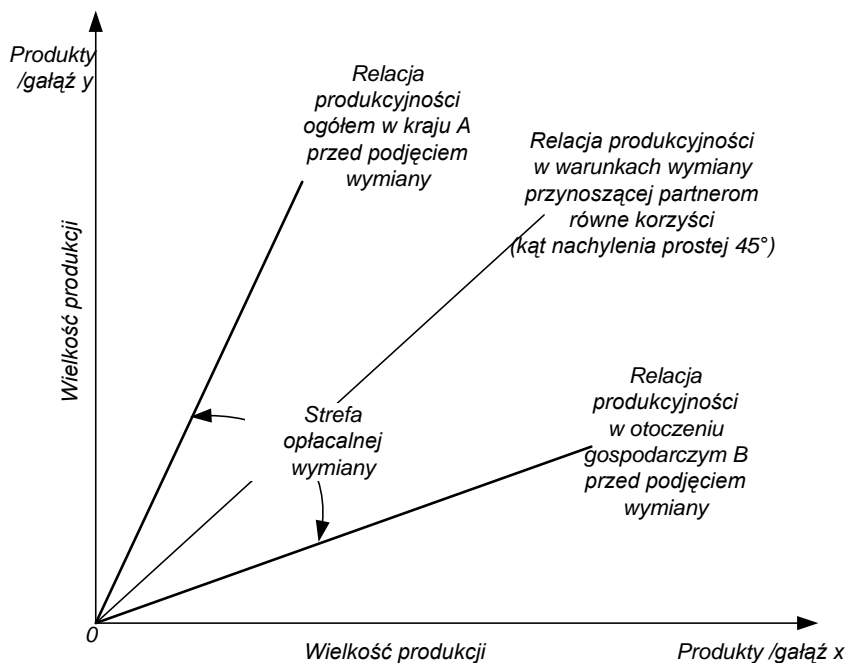 Produkty
/gałąź y
Relacja
produkcyjności
ogółem w kraju A
przed podjęciem
wymiany
Relacja produkcyjności
w warunkach wymiany
przynoszącej partnerom
równe korzyści
(kąt nachylenia prostej 45°)
Wielkość produkcji
Strefa
opłacalnej
wymiany
Relacja
produkcyjności
w otoczeniu
gospodarczym B
przed podjęciem
wymiany
0
Wielkość produkcji
Produkty /gałąź x